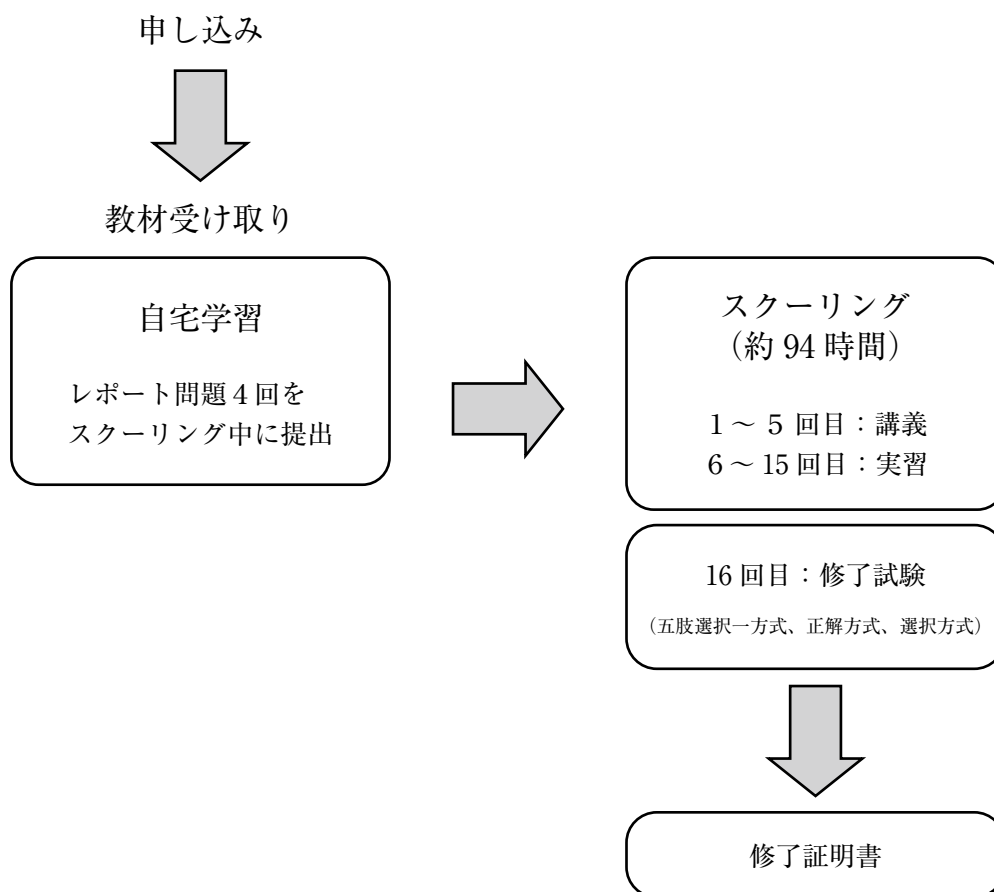 申し込み
教材受け取り
自宅学習
レポート問題４回を
スクーリング中に提出
スクーリング
（約 94 時間）
1 〜 5 回目：講義
6 〜 15 回目：実習
16 回目：修了試験
（五肢選択一方式、正解方式、選択方式）
修了証明書